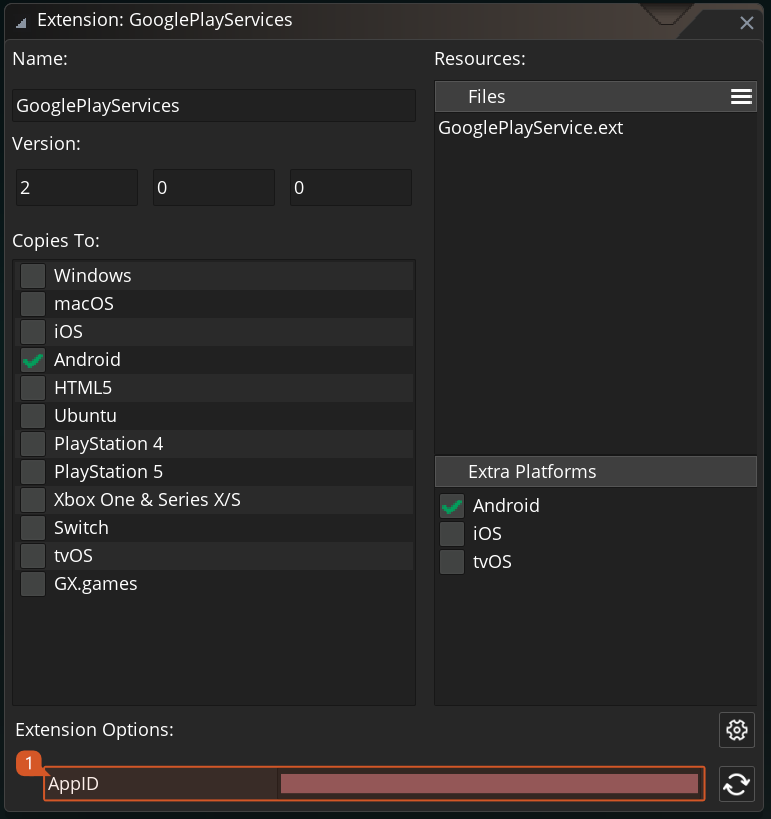 Extension: GooglePlayServices
Name:
GooglePlayServices
Version:
2 0 0
Copies To:
Windows
macOS
iOS
Android
HTML5
Ubuntu
PlayStation 4
PlayStation 5
Xbox One & Series X/S
Switch
tvOS
GX.games
Resources:
Files
GooglePlayService.ext
Extra Platforms
Android
iOS
tvOS
Extension Options:
1
AppID